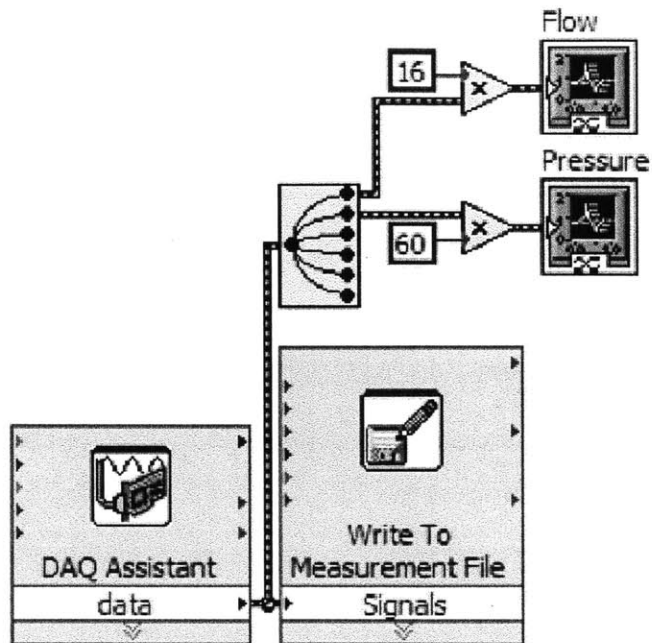 Flow
16
Pressure
60
DAQ Assistant
data
Write To
Measurement File
Signals